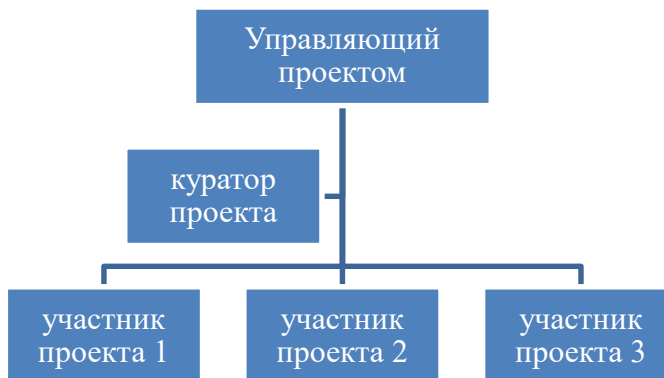 Управляющий
проектом
куратор
проекта
участник
проекта 1
участник
проекта 2
участник
проекта 3